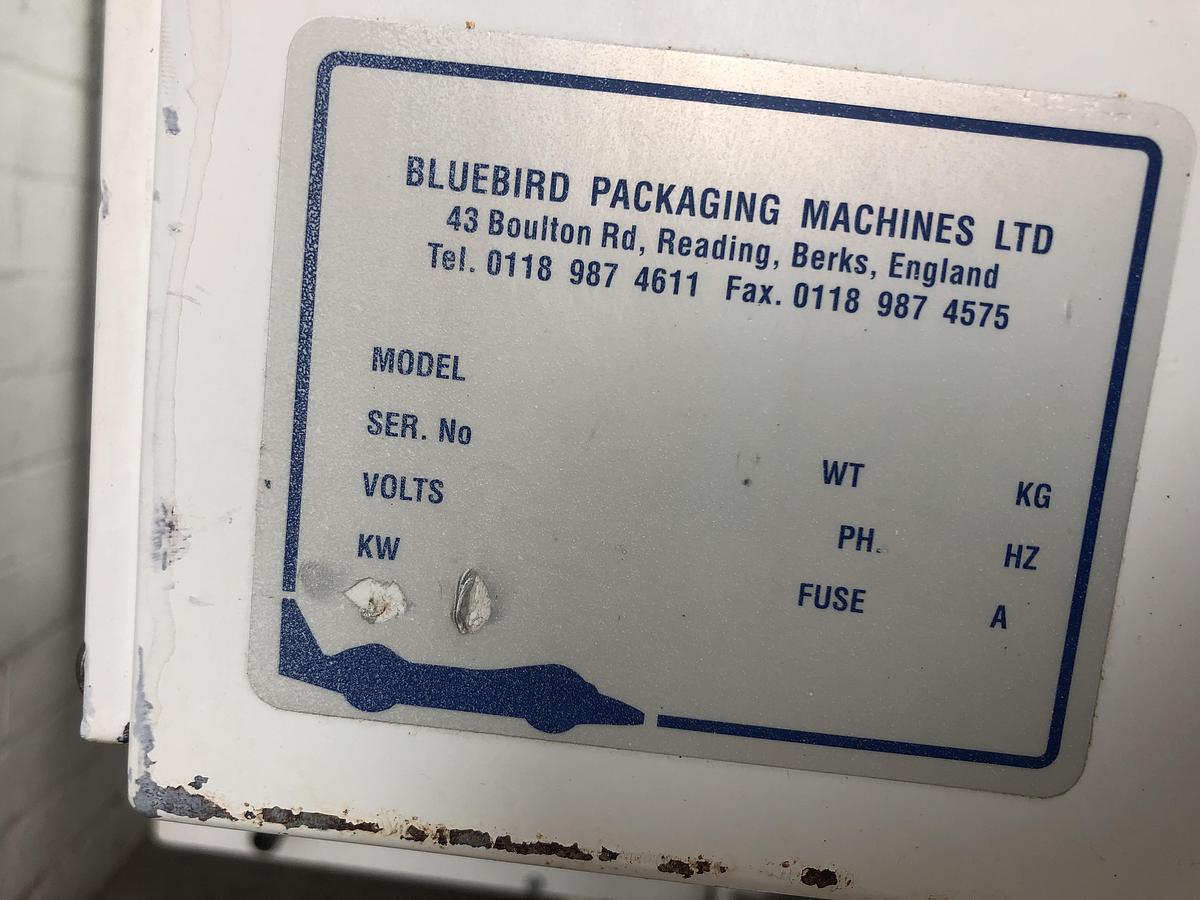 BLUEBIRD PACKAGING MACHINES LTD
43 Boulton Rd, Reading, Berks, England
Tel. 0118 987 4611 Fax. 0118 987 4575
MODEL
SER. No
VOLTS WT KG
KW PH. HZ
FUSE A